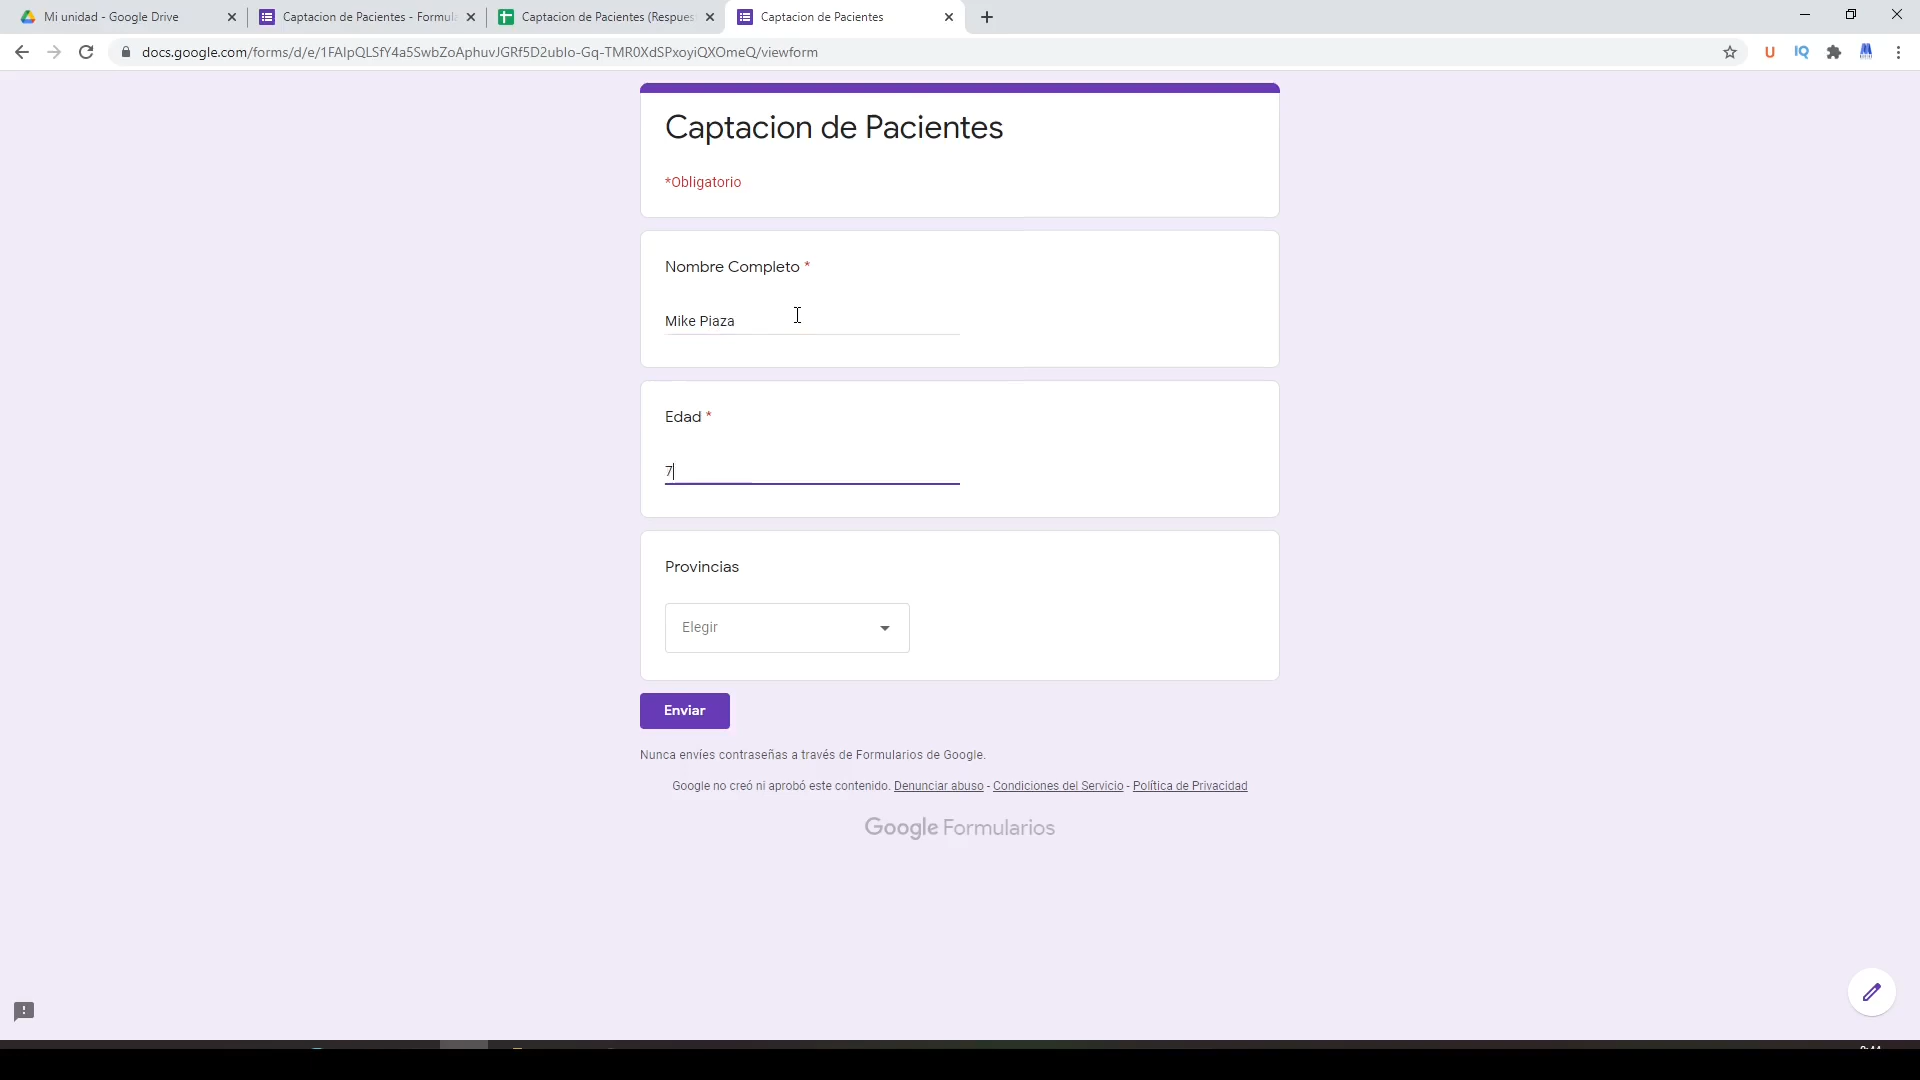 Mi unidad - Google Drive
Captacion de Pacientes - Formula
Captacion de Pacientes (Respues
Captacion de Pacientes
docs.google.com/forms/d/e/1FAIpQLSfY4a5SwbZoAphuvJGRf5D2ublo-Gq-TMR0XdSPxoyiQXOmeQ/viewform
U
IQ
Captacion de Pacientes
*Obligatorio
Nombre Completo *
Mike Piaza
Edad *
7
Provincias
Elegir
Enviar
Nunca envíes contraseñas a través de Formularios de Google.
Google no creó ni aprobó este contenido. Denunciar abuso - Condiciones del Servicio - Política de Privacidad
Google Formularios